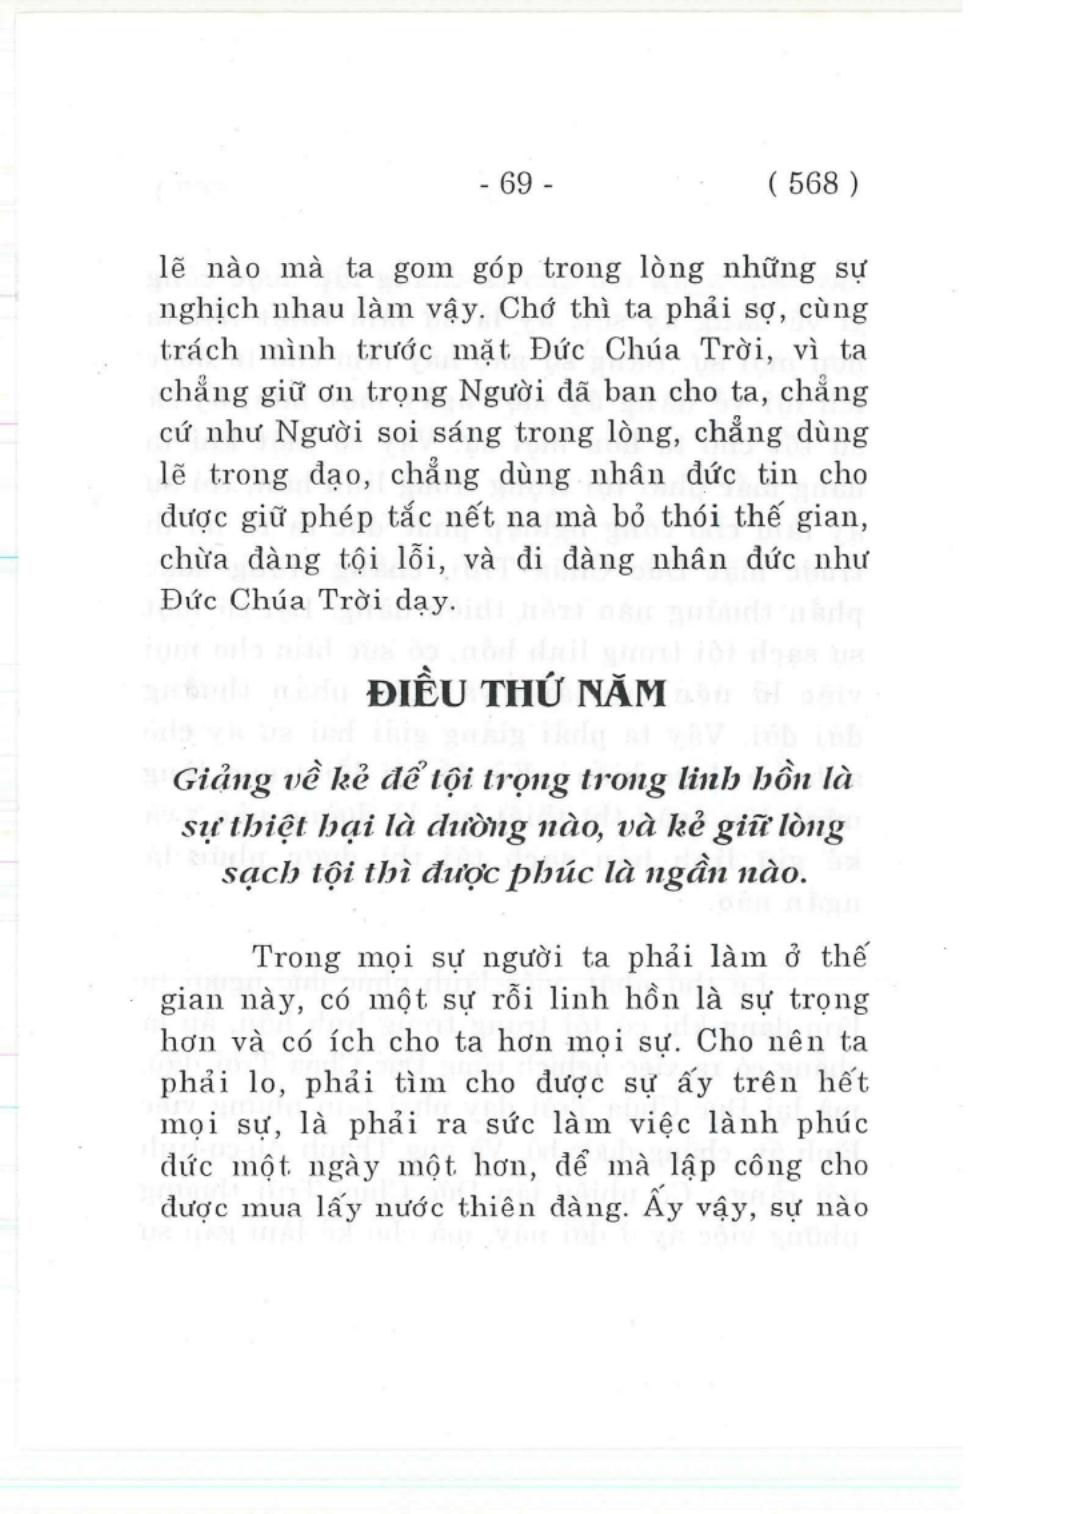 - 69 - ( 568 )
lẽ nào mà ta gom góp trong lòng những sự
nghịch nhau làm vậy. Chớ thì ta phải sợ, cùng
trách mình trước mặt Đức Chúa Trời, vì ta
chẳng giữ ơn trọng Người đã ban cho ta, chẳng
cứ như Người soi sáng trong lòng, chẳng dùng
lẽ trong đạo, chẳng dùng nhân đức tin cho
được giữ phép tắc nết na mà bỏ thói thế gian,
chừa đàng tội lỗi, và đi đàng nhân đức như
Đức Chúa Trời dạy.
ĐIỀU THỨ NĂM
Giảng về kẻ để tội trọng trong linh hồn là
sự thiệt hại là dường nào, và kẻ giữ lòng
sạch tội thì được phúc là ngần nào.
Trong mọi sự người ta phải làm ở thế
gian này, có một sự rỗi linh hồn là sự trọng
hơn và có ích cho ta hơn mọi sự. Cho nên ta
phải lo, phải tìm cho được sự ấy trên hết
mọi sự, là phải ra sức làm việc lành phúc
đức một ngày một hơn, để mà lập công cho
được mua lấy nước thiên đàng. Ấy vậy, sự nào